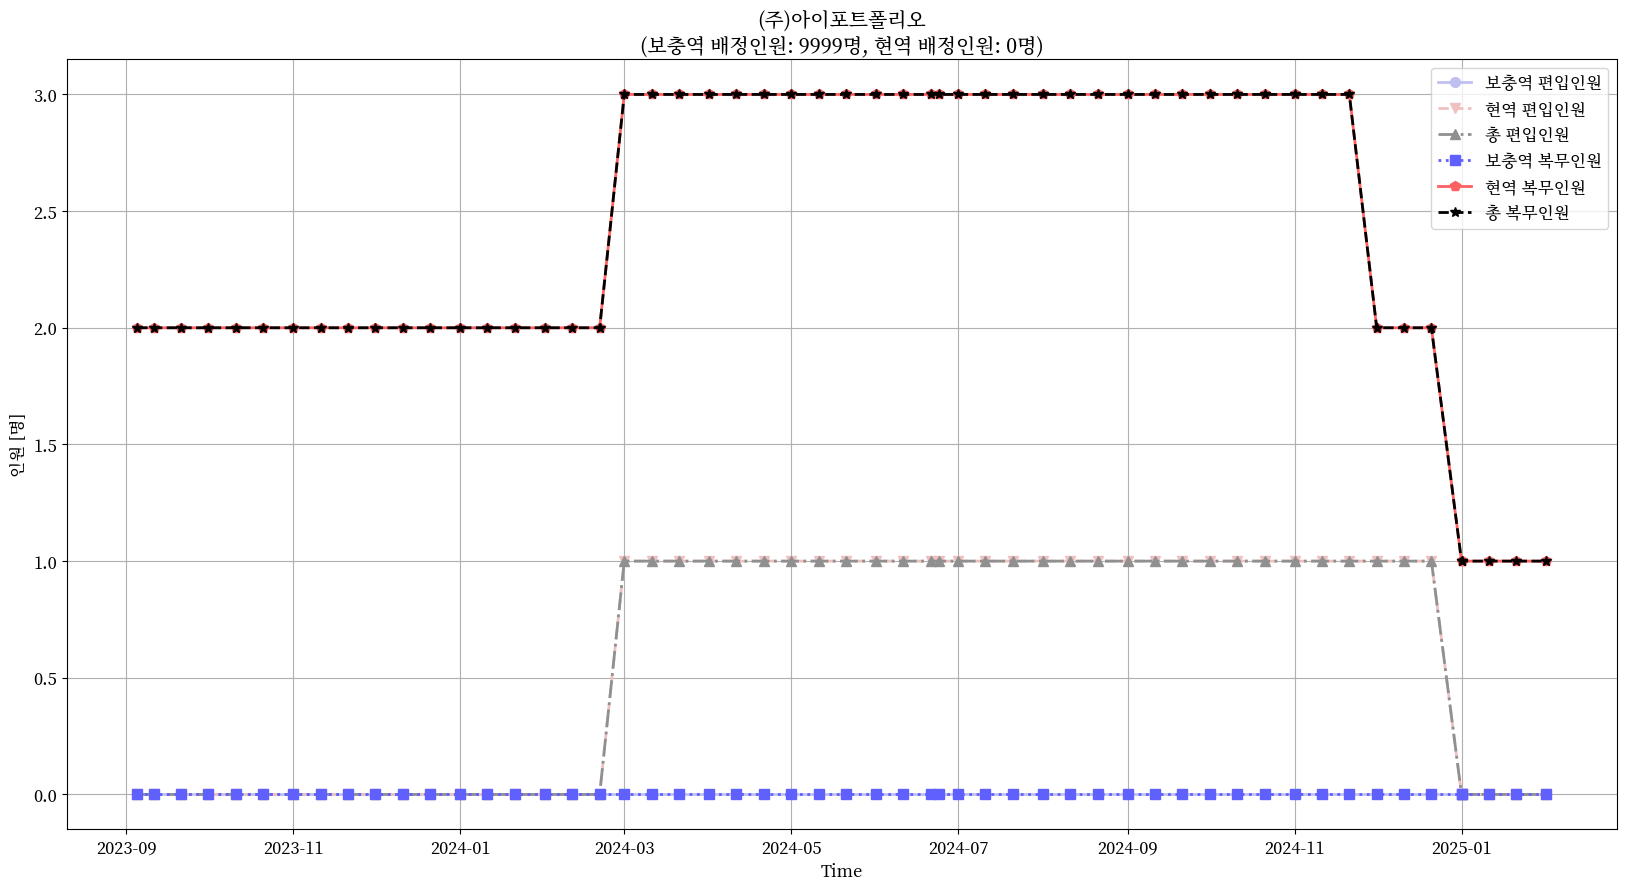 (주)아이포트폴리오
(보충역 배정인원: 9999명, 현역 배정인원: 0명)
보충역 편입인원
현역 편입인원
총 편입인원
보충역 복무인원
현역 복무인원
총 복무인원
인원 [명]
3.0
2.5
2.0
1.5
1.0
0.5
0.0
2023-09 2023-11 2024-01 2024-03 2024-05 2024-07 2024-09 2024-11 2025-01
Time